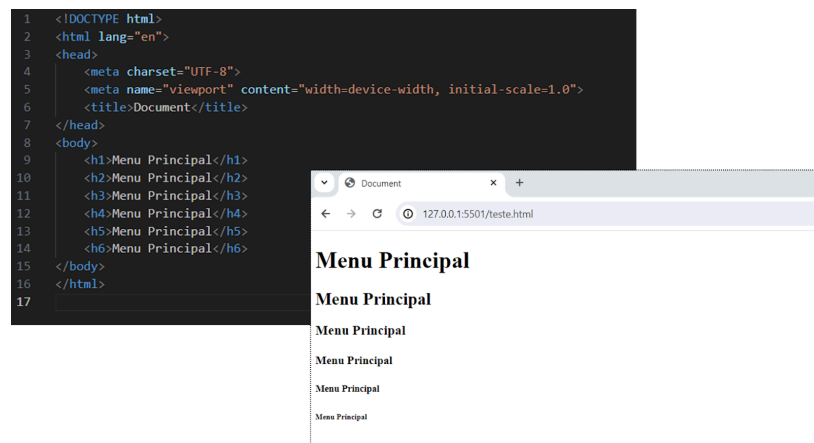 1 <!DOCTYPE html>
2 <html lang="en">
3 <head>
4 <meta charset="UTF-8">
5 <meta name="viewport" content="width=device-width, initial-scale=1.0">
6 <title>Document</title>
7 </head>
8 <body>
9 <h1>Menu Principal</h1>
10 <h2>Menu Principal</h2>
11 <h3>Menu Principal</h3>
12 <h4>Menu Principal</h4>
13 <h5>Menu Principal</h5>
14 <h6>Menu Principal</h6>
15 </body>
16 </html>
17
Document
127.0.0.1:5501/teste.html
Menu Principal
Menu Principal
Menu Principal
Menu Principal
Menu Principal
Menu Principal